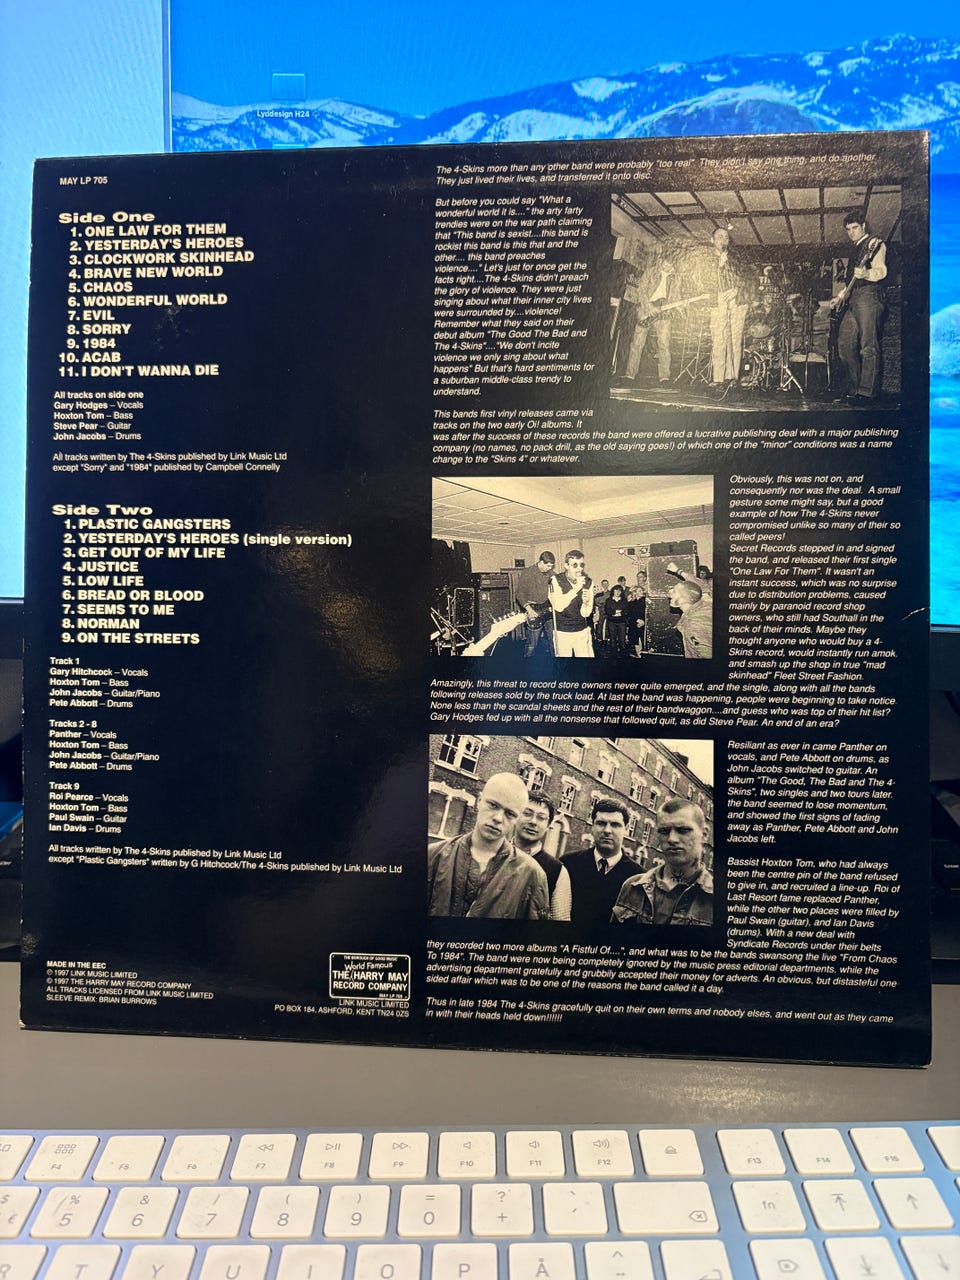 Lyddesign H24
MAY LP 705
Side One
1. ONE LAW FOR THEM
2. YESTERDAY'S HEROES
3. CLOCKWORK SKINHEAD
4. BRAVE NEW WORLD
5. CHAOS
6. WONDERFUL WORLD
7. EVIL
8. SORRY
9. 1984
10. ACAB
11. I DON'T WANNA DIE
All tracks on side one
Gary Hodges – Vocals
Hoxton Tom – Bass
Steve Pear – Guitar
John Jacobs – Drums
All tracks written by The 4-Skins published by Link Music Ltd
except "Sorry" and "1984" published by Campbell Connelly
Side Two
1. PLASTIC GANGSTERS
2. YESTERDAY'S HEROES (single version)
3. GET OUT OF MY LIFE
4. JUSTICE
5. LOW LIFE
6. BREAD OR BLOOD
7. SEEMS TO ME
8. NORMAN
9. ON THE STREETS
Track 1
Gary Hitchcock – Vocals
Hoxton Tom – Bass
John Jacobs – Guitar/Piano
Pete Abbott – Drums
Tracks 2 - 8
Panther – Vocals
Hoxton Tom – Bass
John Jacobs – Guitar/Piano
Pete Abbott – Drums
Track 9
Roi Pearce – Vocals
Hoxton Tom – Bass
Paul Swain – Guitar
Ian Davis – Drums
All tracks written by The 4-Skins published by Link Music Ltd
except "Plastic Gangsters" written by G Hitchcock/The 4-Skins published by Link Music Ltd
MADE IN THE EEC
© 1997 LINK MUSIC LIMITED
© 1997 THE HARRY MAY RECORD COMPANY
ALL TRACKS LICENSED FROM LINK MUSIC LIMITED
SLEEVE REMIX: BRIAN BURROWS
THE BOROUGH OF GOOD MUSIC
World Famous
THE HARRY MAY
RECORD COMPANY
MAY LP 705
LINK MUSIC LIMITED
PO BOX 164, ASHFORD, KENT TN24 0ZS
The 4-Skins more than any other band were probably "too real". They didn't say one thing, and do another
They just lived their lives, and transferred it onto disc.
But before you could say "What a
wonderful world it is...." the arty farty
trendies were on the war path claiming
that "This band is sexist....this band is
rockist this band is this that and the
other.... this band preaches
violence...." Let's just for once get the
facts right....The 4-Skins didn't preach
the glory of violence. They were just
singing about what their inner city lives
were surrounded by....violence!
Remember what they said on their
debut album "The Good The Bad and
The 4-Skins"...."We don't incite
violence we only sing about what
happens" But that's hard sentiments for
a suburban middle-class trendy to
understand.
This bands first vinyl releases came via
tracks on the two early Oi! albums. It
was after the success of these records the band were offered a lucrative publishing deal with a major publishing
company (no names, no pack drill, as the old saying goes!) of which one of the "minor" conditions was a name
change to the "Skins 4" or whatever.
Obviously, this was not on, and
consequently nor was the deal. A small
gesture some might say, but a good
example of how The 4-Skins never
compromised unlike so many of their so
called peers!
Secret Records stepped in and signed
the band, and released their first single
"One Law For Them". It wasn't an
instant success, which was no surprise
due to distribution problems, caused
mainly by paranoid record shop
owners, who still had Southall in the
back of their minds. Maybe they
thought anyone who would buy a 4-
Skins record, would instantly run amok,
and smash up the shop in true "mad
skinhead" Fleet Street Fashion.
Amazingly, this threat to record store owners never quite emerged, and the single, along with all the bands
following releases sold by the truck load. At last the band was happening, people were beginning to take notice.
None less than the scandal sheets and the rest of their bandwaggon....and guess who was top of their hit list?
Gary Hodges fed up with all the nonsense that followed quit, as did Steve Pear. An end of an era?
Resiliant as ever in came Panther on
vocals, and Pete Abbott on drums, as
John Jacobs switched to guitar. An
album "The Good, The Bad and The 4-
Skins", two singles and two tours later,
the band seemed to lose momentum,
and showed the first signs of fading
away as Panther, Pete Abbott and John
Jacobs left.
Bassist Hoxton Tom, who had always
been the centre pin of the band refused
to give in, and recruited a line-up. Roi of
Last Resort fame replaced Panther,
while the other two places were filled by
Paul Swain (guitar), and Ian Davis
(drums). With a new deal with
Syndicate Records under their belts
they recorded two more albums "A Fistful Of....", and what was to be the bands swansong the live "From Chaos
To 1984". The band were now being completely ignored by the music press editorial departments, while the
advertising department gratefully and grubbily accepted their money for adverts. An obvious, but distasteful one-
sided affair which was to be one of the reasons the band called it a day.
Thus in late 1984 The 4-Skins gracefully quit on their own terms and nobody elses, and went out as they came
in with their heads held down!!!!!!
F4 F5 F6 F7 F8 F9 F10 F11 F12 F13 F14 F15
$ € % 5 & 6 / 7 ( 8 ) 9 = 0 ? + ` ´ fn
R T Y U I O P Å ^ ¨